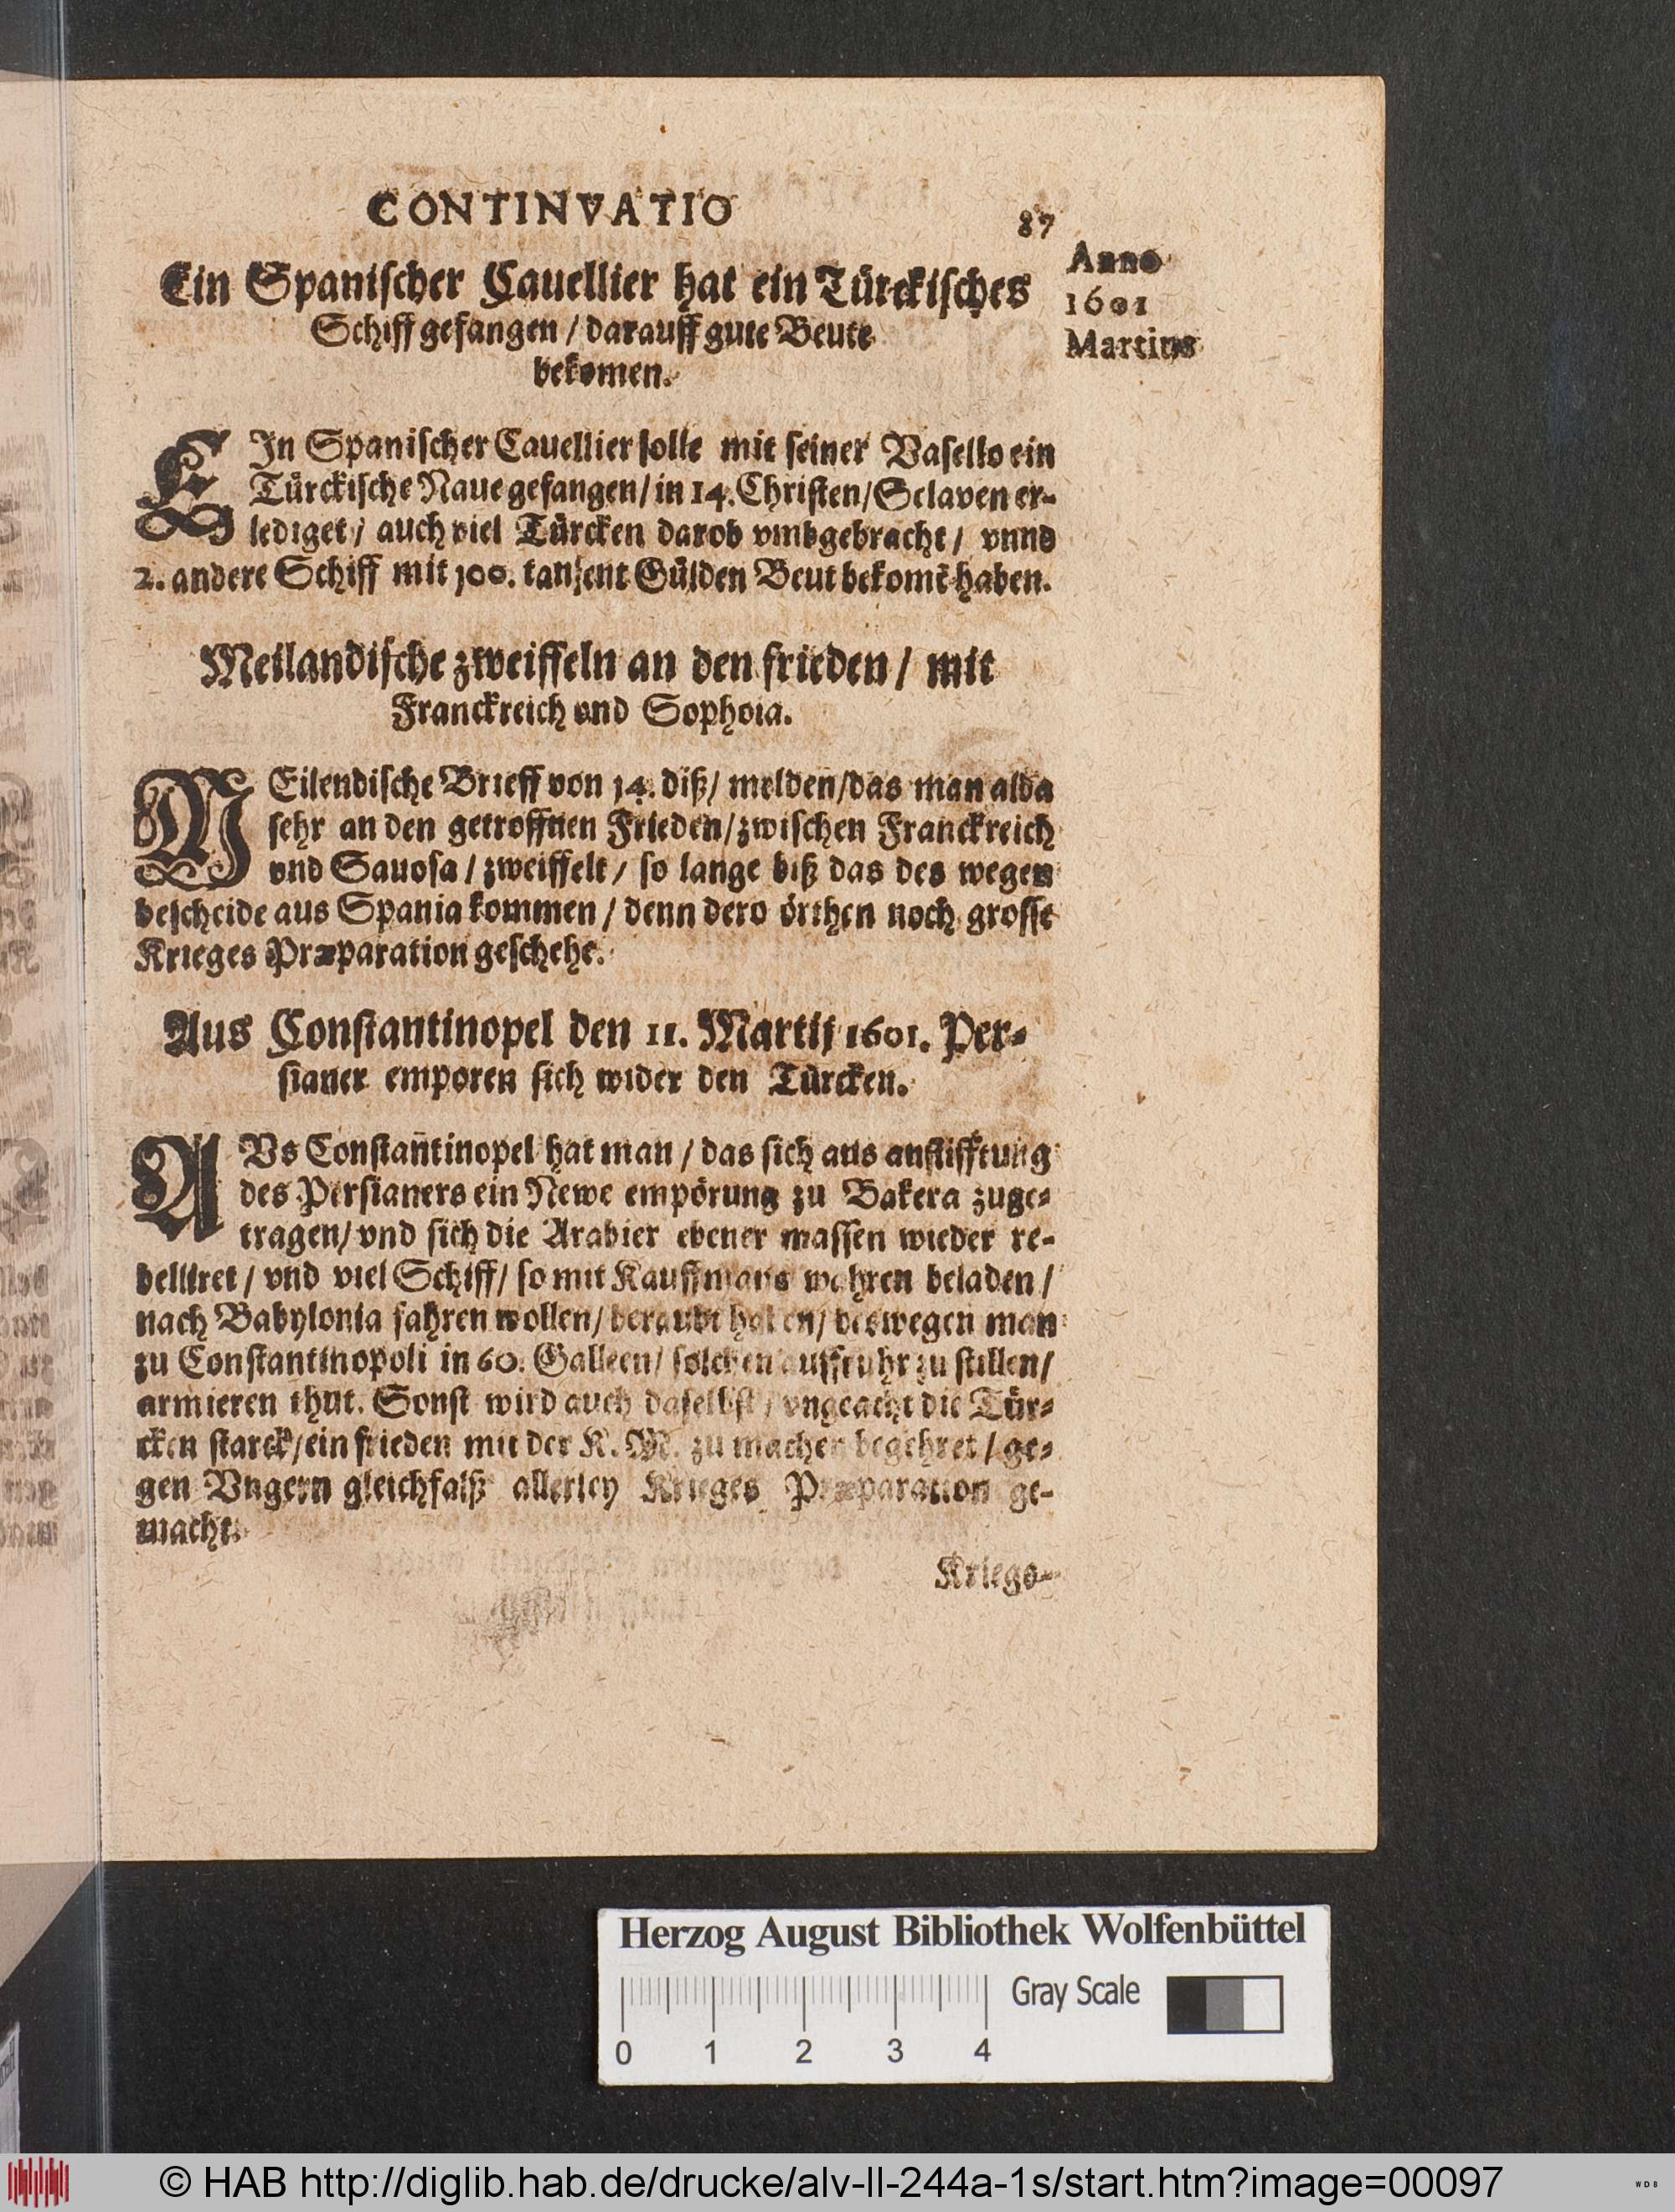 CONTINVATIO
87
Anno
1601
Martius
Ein Spanischer Cauellier hat ein Türckisches
Schiff gefangen / darauff gute Beute
bekomen.
EIn Spanischer Cauellier solle mit seiner Vasello ein
Türckische Naue gefangen / in 14. Christen / Sclaven er-
lediget / auch viel Türcken darob vmbgebracht / vnnd
2. andere Schiff mit 100. tausent Gülden Beut bekomē haben.
Meilandische zweiffeln an den frieden / mit
Franckreich vnd Sophoia.
MEilendische Brieff von 14. diß / melden / das man alda
sehr an den getroffnen Frieden / zwischen Franckreich
vnd Sauosa / zweiffelt / so lange biß das des wegen
bescheide aus Spania kommen / denn dero örthen noch grosse
Krieges Præparation geschehe.
Aus Constantinopel den 11. Martij 1601. Per-
sianer emporen sich wider den Türcken.
AVs Constan̄tinopel hat man / das sich aus anstifftung
des Persianers ein Newe empörung zu Bakera zuge-
tragen / vnd sich die Arabier ebener massen wieder re-
belliret / vnd viel Schiff / so mit Kauffmans wahren beladen /
nach Babylonia fahren wollen / beraubt haben / deswegen man
zu Constantinopoli in 60. Galleen / solchen auffruhr zu stillen /
armieren thut. Sonst wird auch daselbst / vngeacht die Tür-
cken starck / ein frieden mit der K. M. zu machen begehret / ge-
gen Vngern gleichfalß allerley Krieges Præparation ge-
macht.
Kriegs-
Herzog August Bibliothek Wolfenbüttel
0 1 2 3 4
Gray Scale
© HAB http://diglib.hab.de/drucke/alv-ll-244a-1s/start.htm?image=00097
WDB